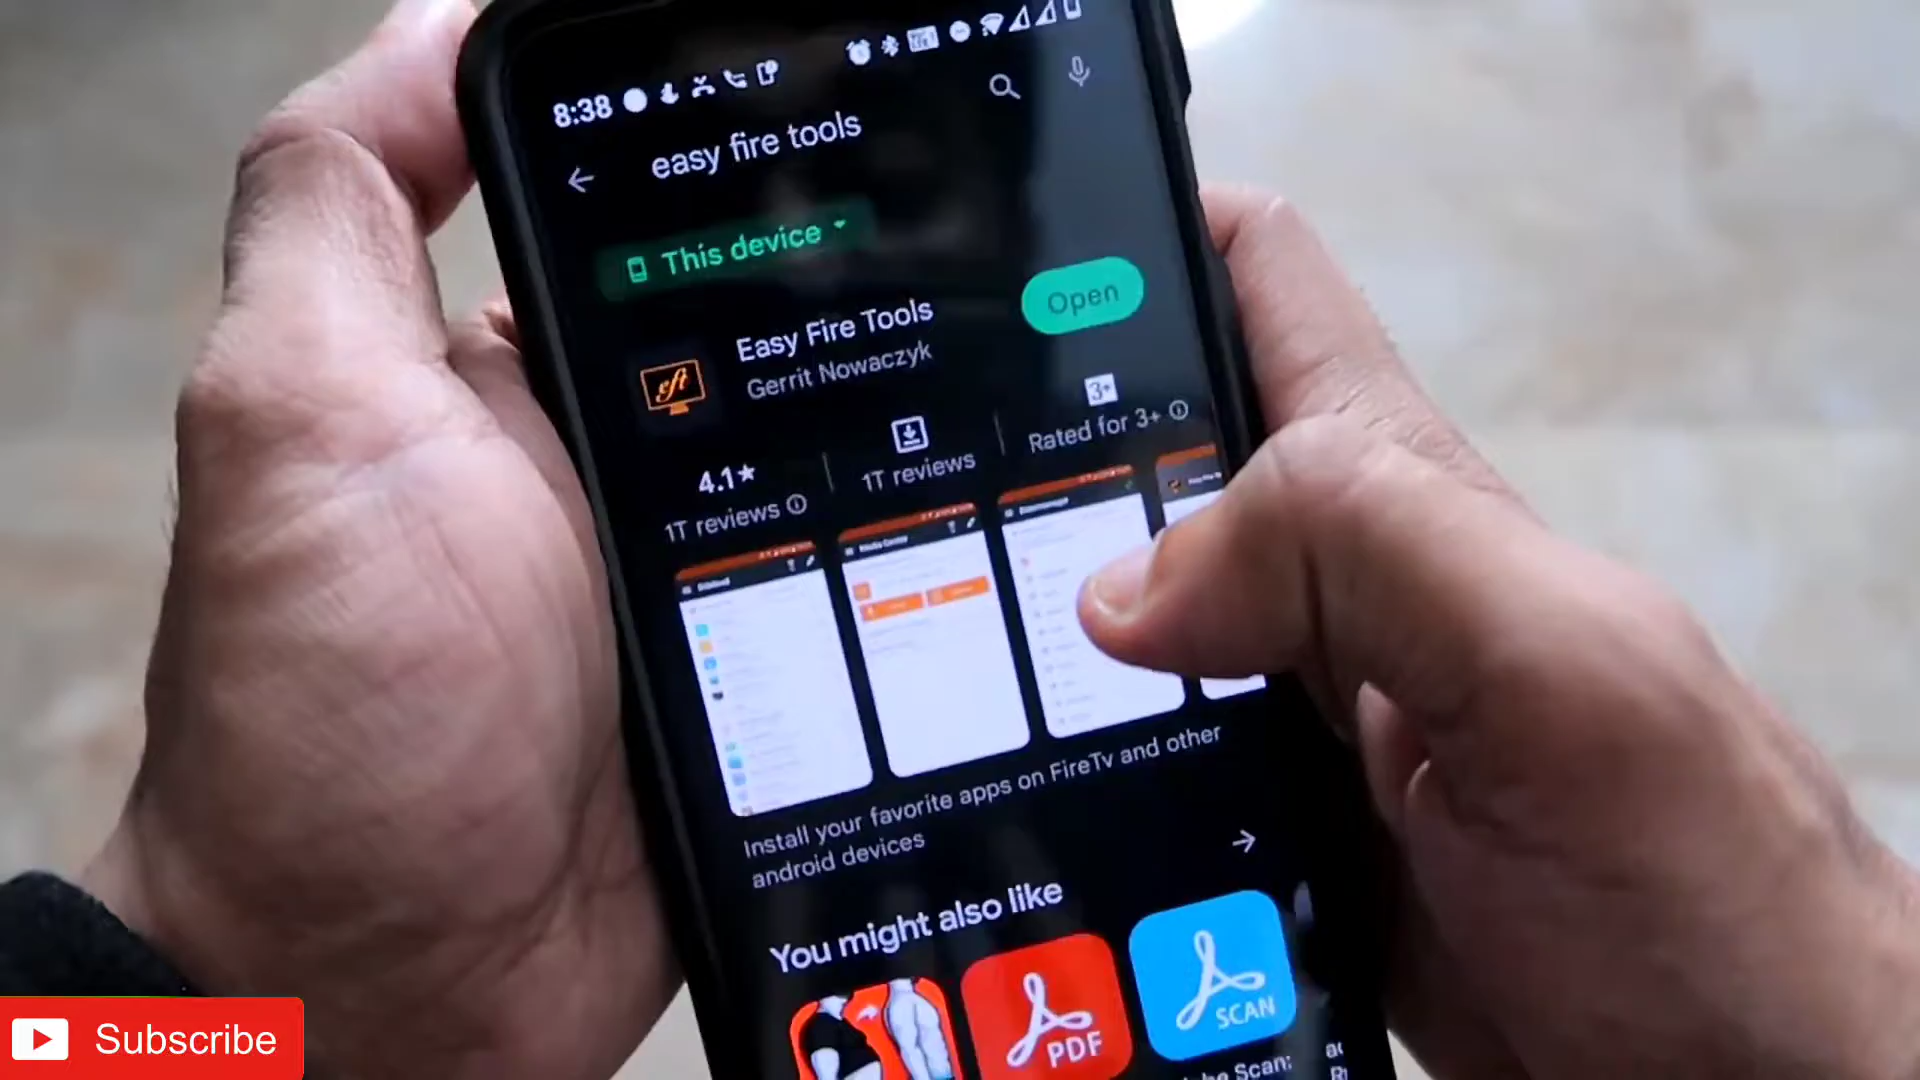 8:38
easy fire tools
This device
Easy Fire Tools
Gerrit Nowaczyk
Open
eft
4.1★
1T reviews
1T reviews
3+
Rated for 3+
Install your favorite apps on FireTv and other
android devices
You might also like
PDF
SCAN
Scan:
Subscribe